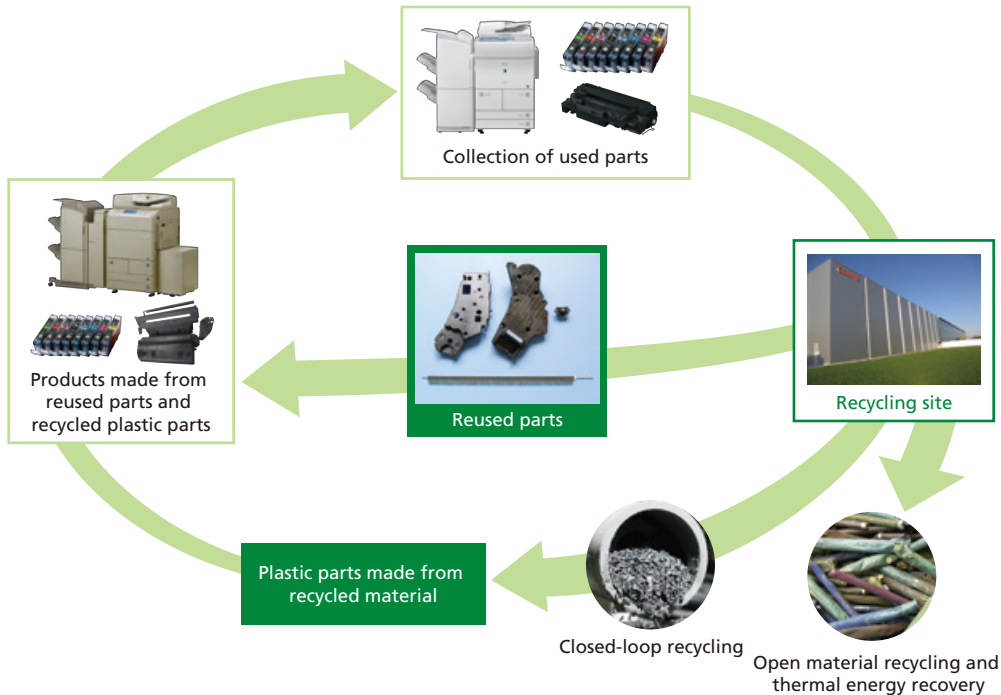 Collection of used parts
Products made from
reused parts and
recycled plastic parts
Reused parts
Recycling site
Plastic parts made from
recycled material
Closed-loop recycling
Open material recycling and
thermal energy recovery